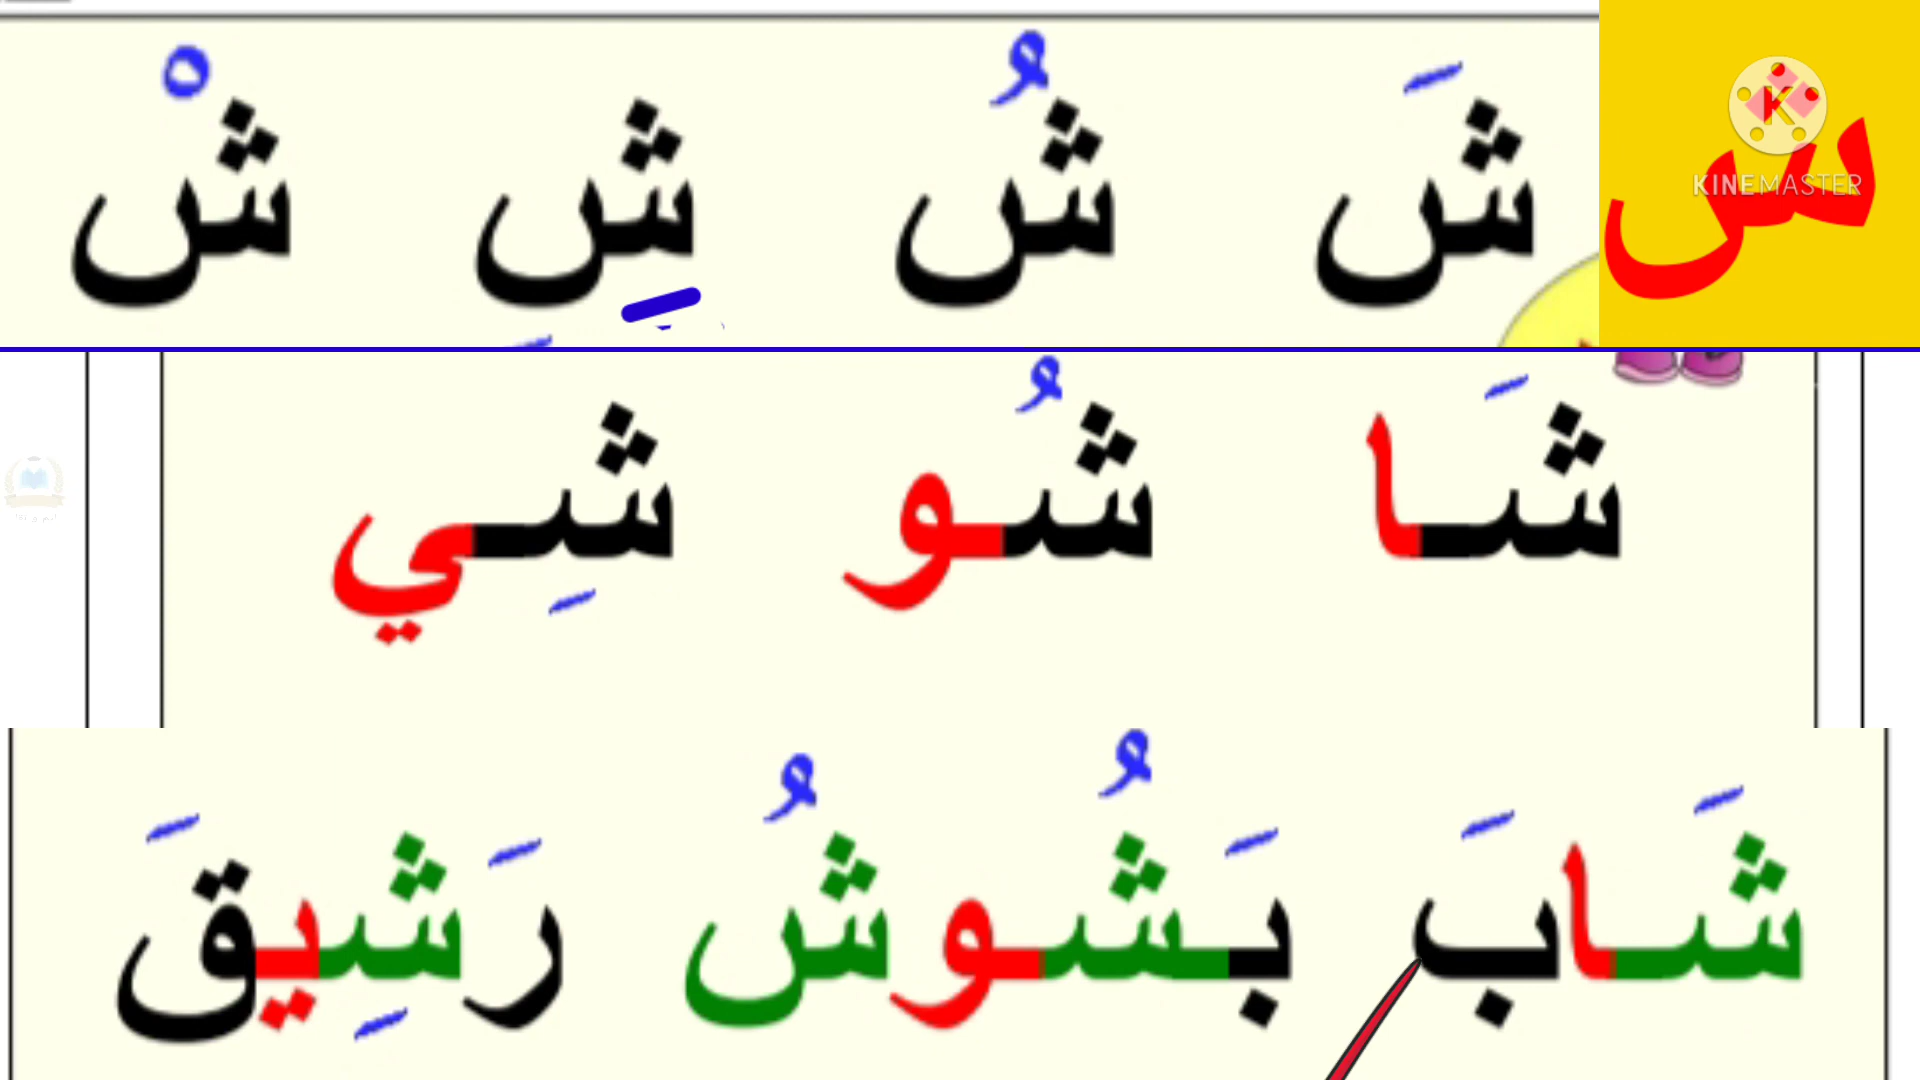 شَ شُ شِ شْ
س
KINEMASTER
شَا شُو شِي
شَابَ بَشُوشُ رَشِيقَ